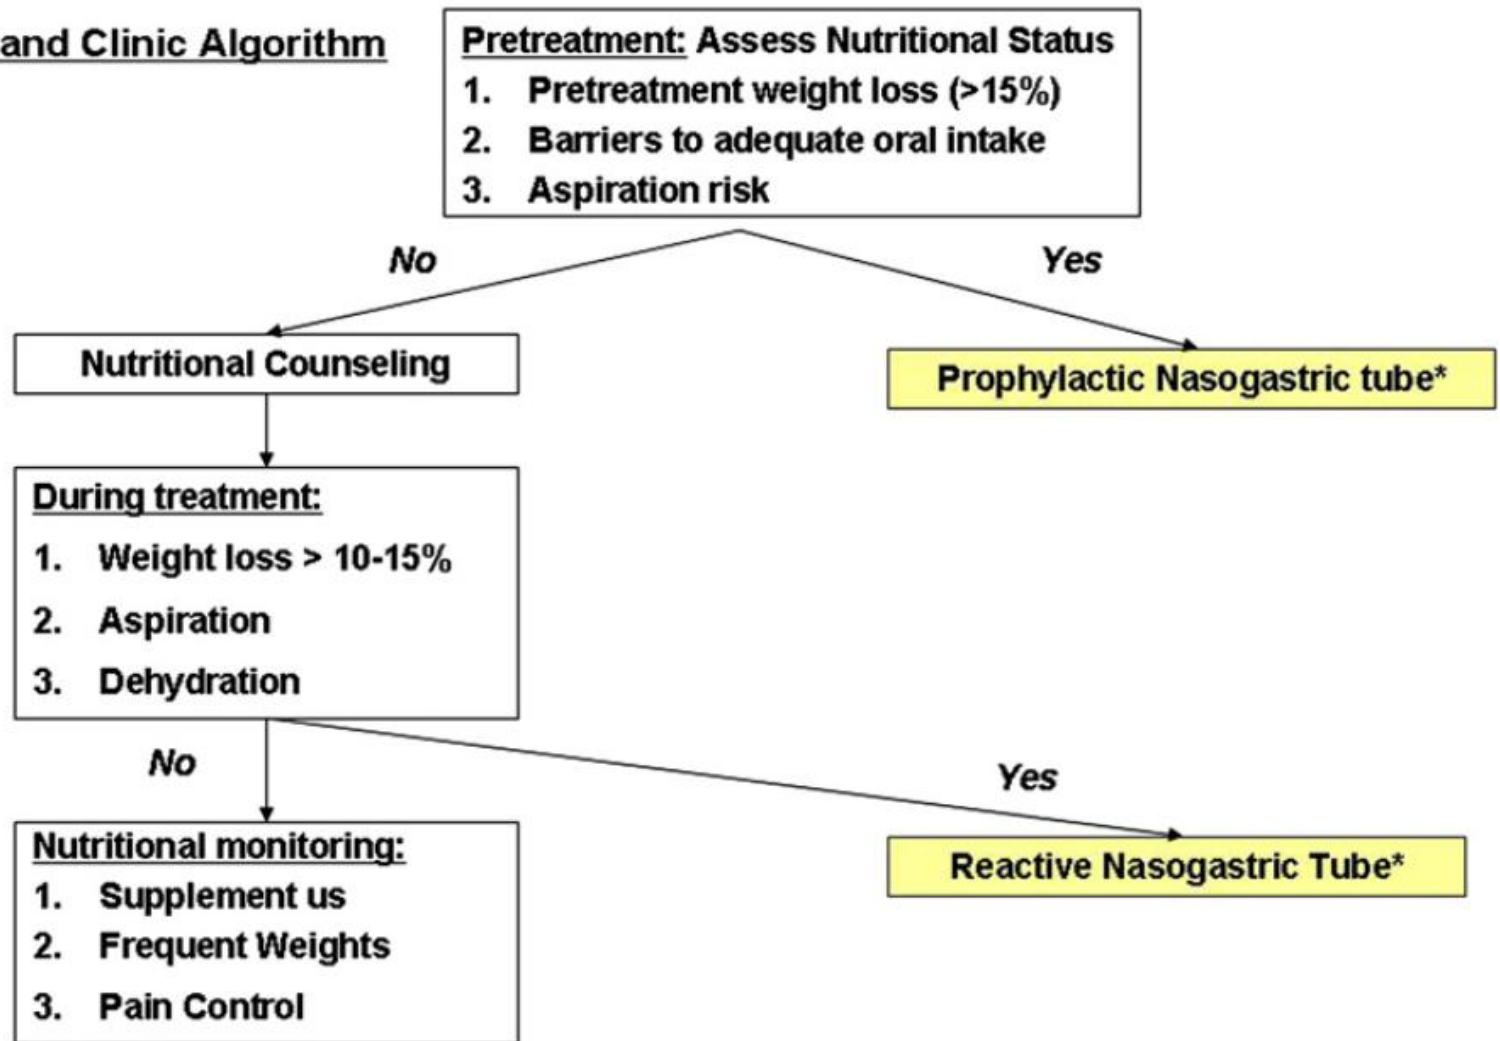 and Clinic Algorithm
Pretreatment: Assess Nutritional Status
1. Pretreatment weight loss (>15%)
2. Barriers to adequate oral intake
3. Aspiration risk
No
Yes
Nutritional Counseling
Prophylactic Nasogastric tube*
During treatment:
1. Weight loss > 10-15%
2. Aspiration
3. Dehydration
No
Yes
Nutritional monitoring:
1. Supplement us
2. Frequent Weights
3. Pain Control
Reactive Nasogastric Tube*